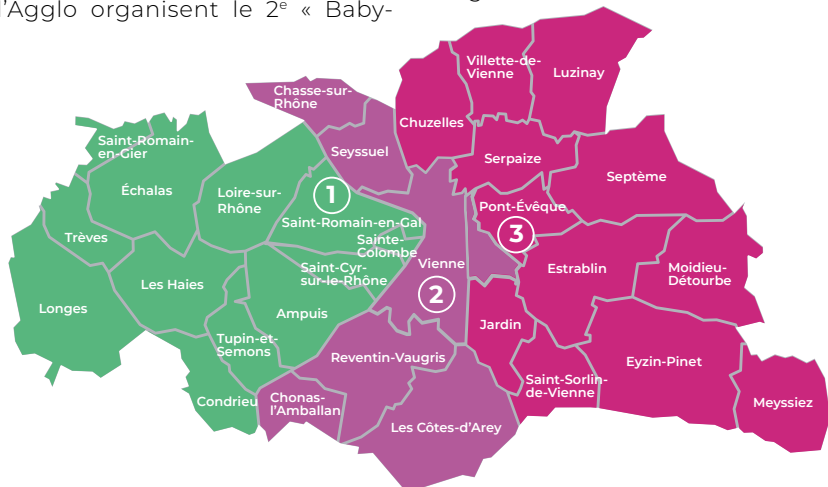 l'Agglo organisent le 2e « Baby-
Villette-de-
Vienne
Luzinay
Chasse-sur-
Rhône
Chuzelles
Saint-Romain-
en-Gier
Seyssuel
Serpaize
Échalas
Septème
Loire-sur-
Rhône
1
Pont-Évêque
Saint-Romain-en-Gal
3
Trèves
Sainte-
Colombe
Vienne
Saint-Cyr-
sur-le-Rhône
Estrablin
Moidieu-
Détourbe
Les Haies
2
Longes
Ampuis
Jardin
Tupin-et-
Semons
Reventin-Vaugris
Eyzin-Pinet
Saint-Sorlin-
de-Vienne
Condrieu
Chonas-
l'Amballan
Meyssiez
Les Côtes-d'Arey